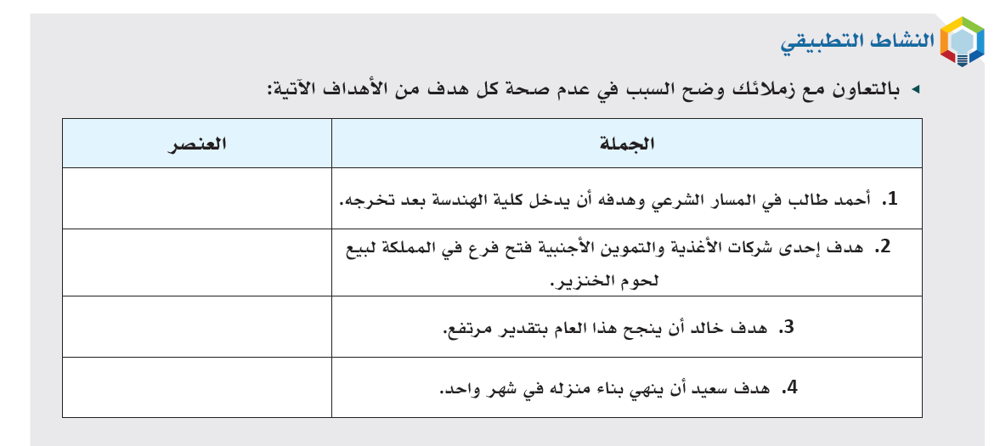 النشاط التطبيقي
◂ بالتعاون مع زملائك وضح السبب في عدم صحة كل هدف من الأهداف الآتية:
الجملة
العنصر
1. أحمد طالب في المسار الشرعي وهدفه أن يدخل كلية الهندسة بعد تخرجه.
2. هدف إحدى شركات الأغذية والتموين الأجنبية فتح فرع في المملكة لبيع
لحوم الخنزير.
3. هدف خالد أن ينجح هذا العام بتقدير مرتفع.
4. هدف سعيد أن ينهي بناء منزله في شهر واحد.